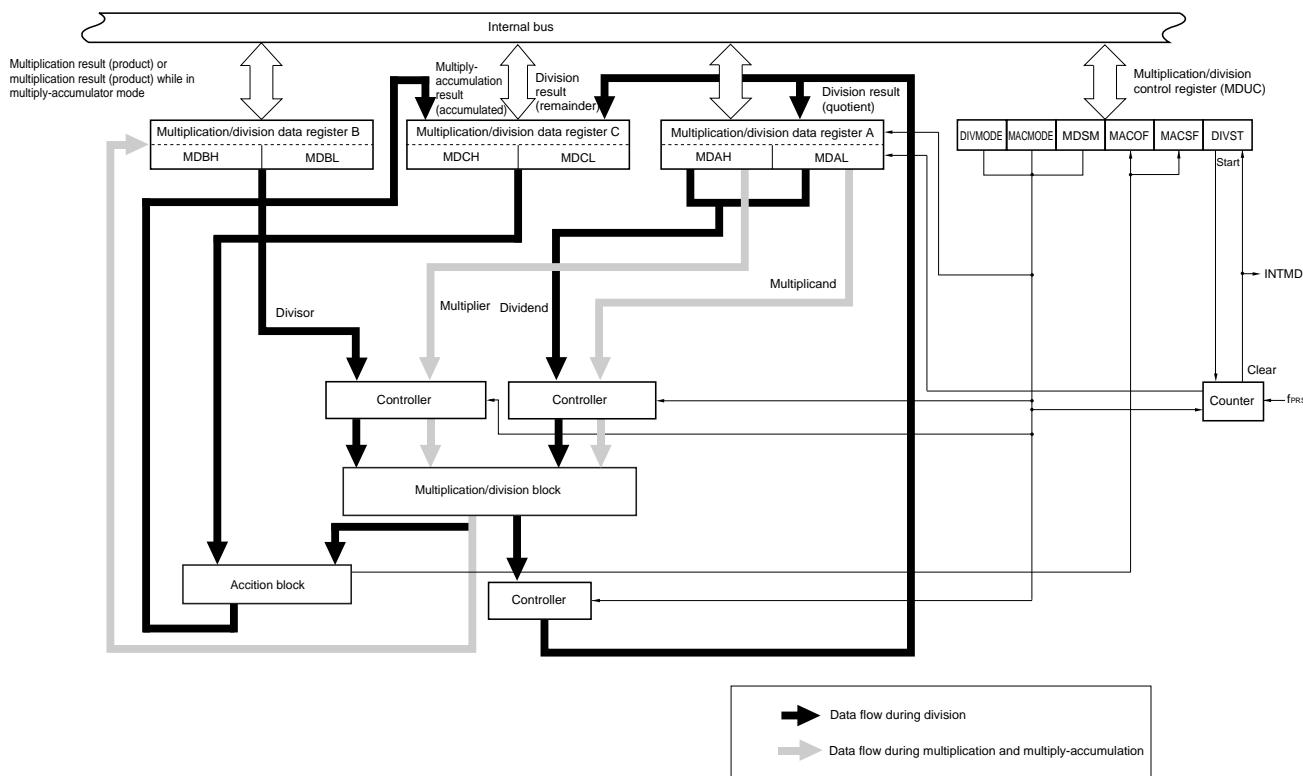 Internal bus
Multiplication result (product) or
multiplication result (product) while in
multiply-accumulator mode
Multiply-
accumulation
result
(accumulated)
Division
result
(remainder)
Division result
(quotient)
Multiplication/division
control register (MDUC)
Multiplication/division data register B
MDBH
MDBL
Multiplication/division data register C
MDCH
MDCL
Multiplication/division data register A
MDAH
MDAL
DIVMODE
MACMODE
MDSM
MACOF
MACSF
DIVST
Start
INTMD
Divisor
Multiplier
Dividend
Multiplicand
Clear
Controller
Controller
Counter
fPRS
Multiplication/division block
Accition block
Controller
Data flow during division
Data flow during multiplication and multiply-accumulation